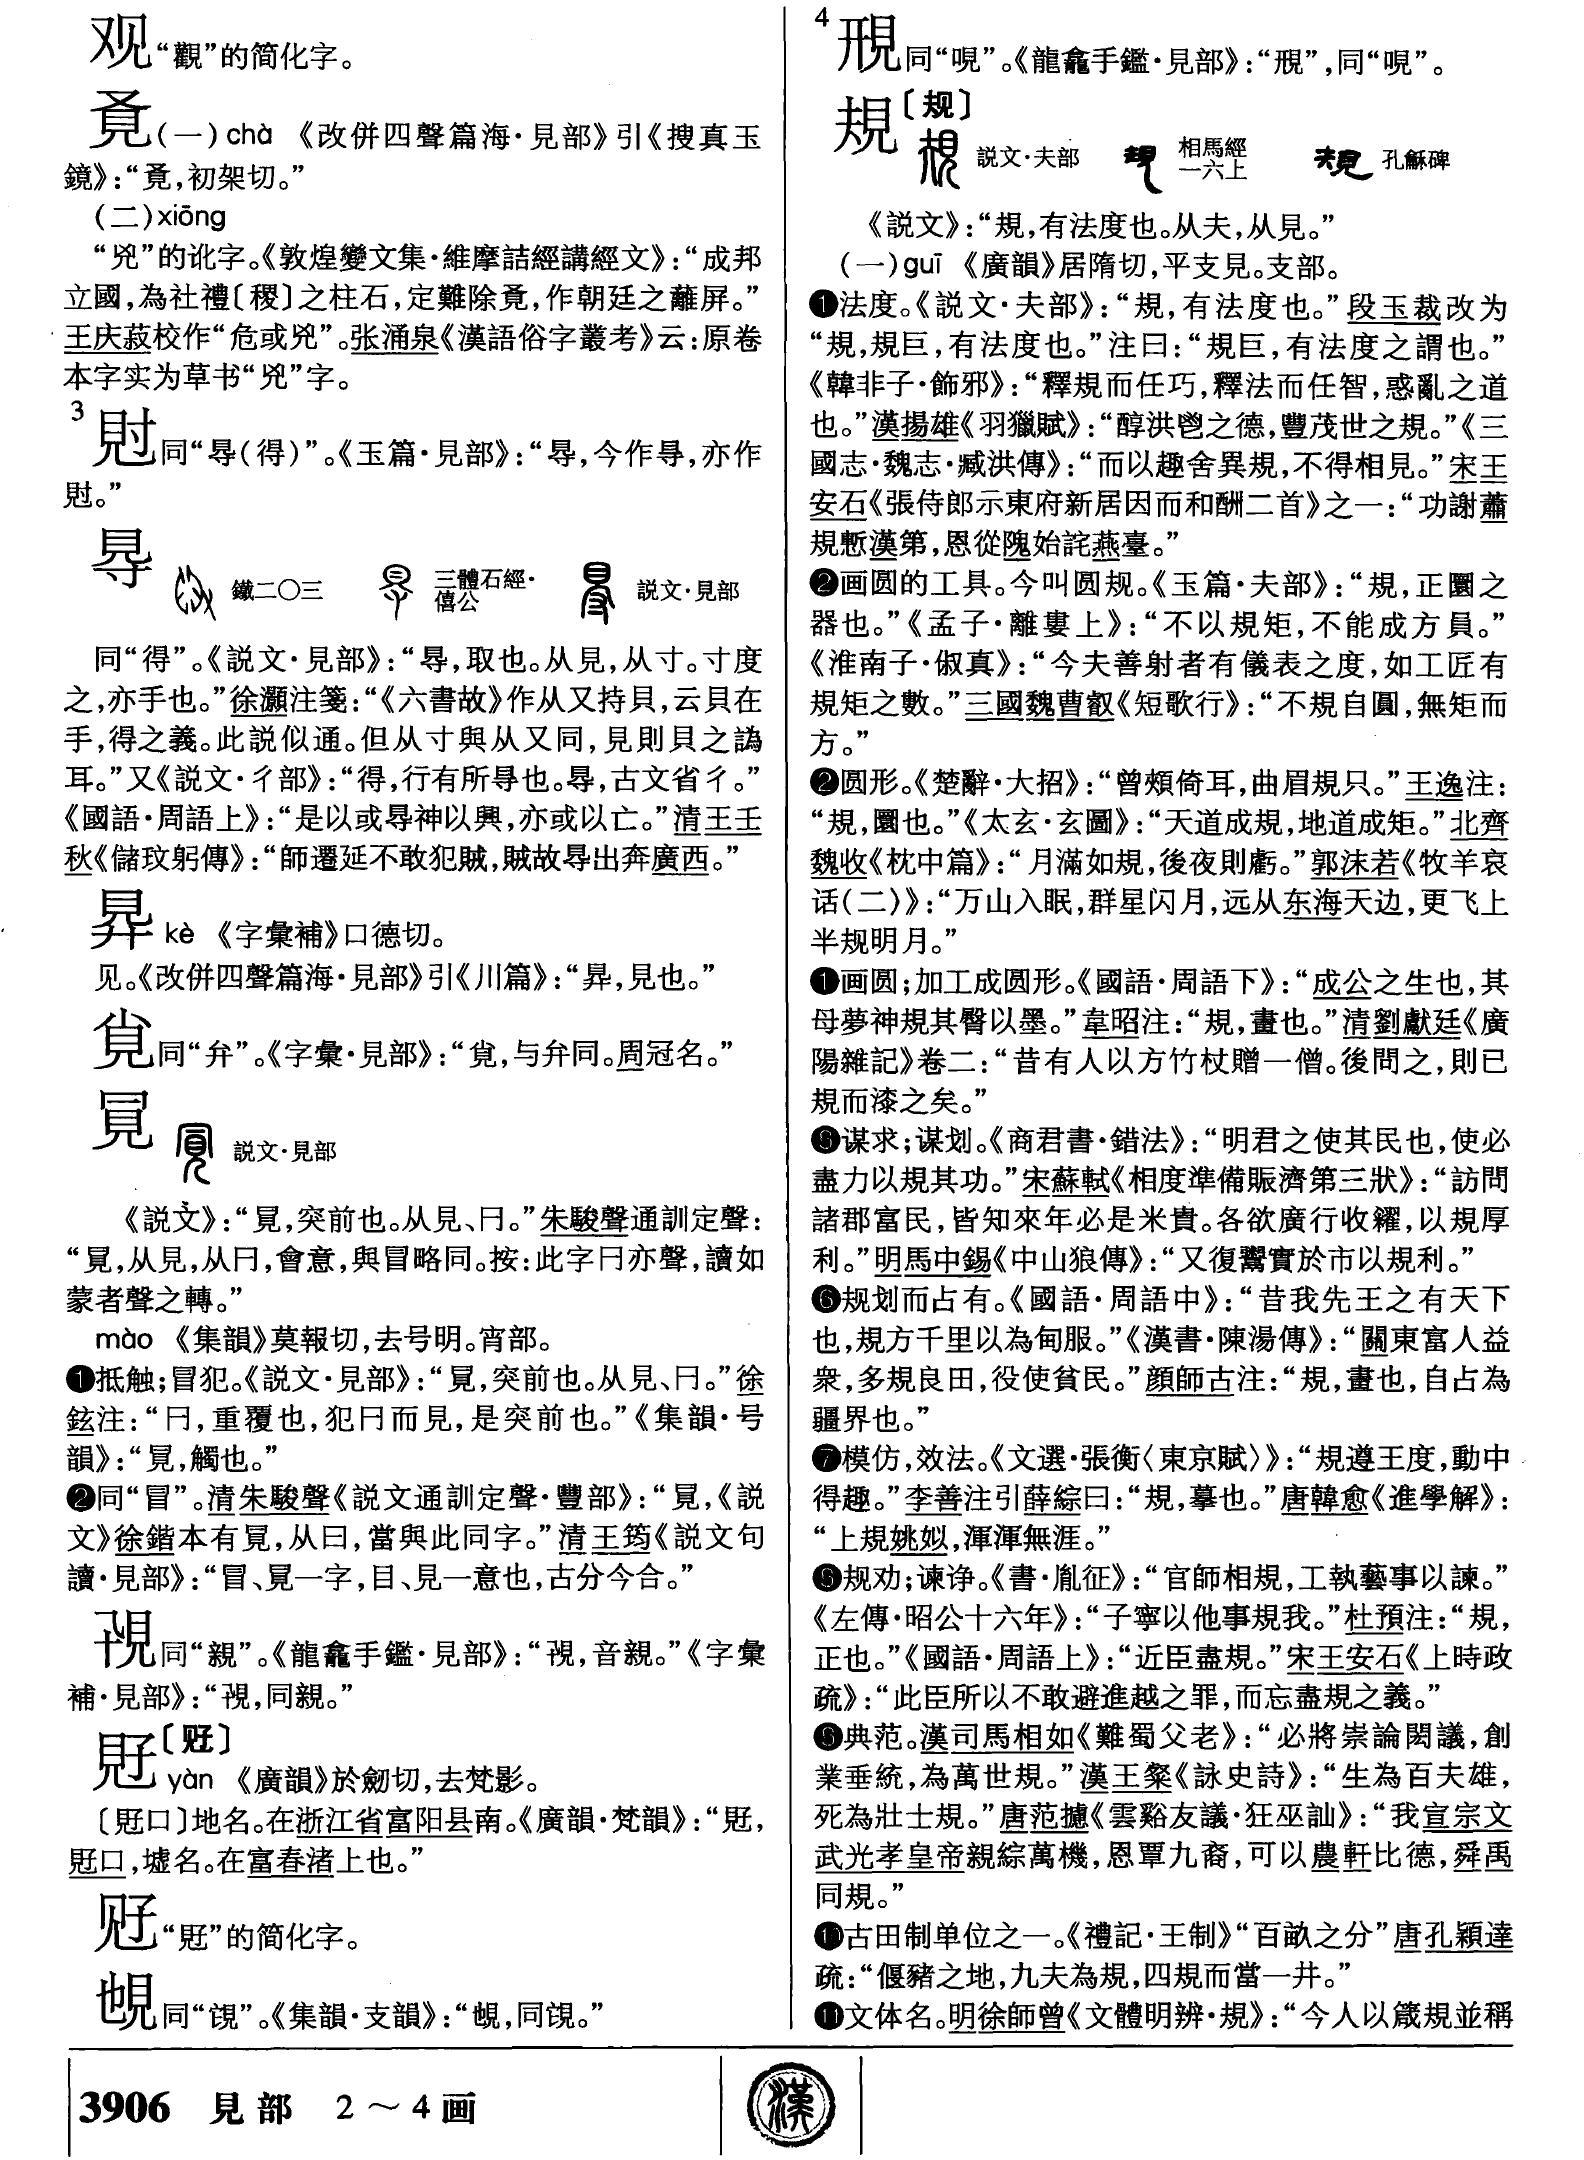 观“觀”的简化字。
(一)chà 《改併四聲篇海·見部》引《搜真玉
鏡》:“,初架切。”
(二)xiōng
“兇”的讹字。《敦煌變文集·維摩詰經講經文》:“成邦
立國,為社禮〔稷〕之柱石,定難除,作朝廷之蘺屏。”
王庆菽校作“危或兇”。张涌泉《漢語俗字叢考》云:原卷
本字实为草书“兇”字。
3
同“䙷(得)”。《玉篇·見部》:“䙷,今作㝵,亦作
。”
䙷 鐵二〇三 三體石經·僖公 説文·見部
同“得”。《説文·見部》:“䙷,取也。从見,从寸。寸度
之,亦手也。”徐灝注箋:“《六書故》作从又持貝,云貝在
手,得之義。此説似通。但从寸與从又同,見則貝之譌
耳。”又《説文·彳部》:“得,行有所㝵也。㝵,古文省彳。”
《國語·周語上》:“是以或䙷神以興,亦或以亡。”清王壬
秋《儲玟躬傳》:“師遷延不敢犯賊,賊故䙷出奔廣西。”
kè 《字彙補》口德切。
见。《改併四聲篇海·見部》引《川篇》:“,見也。”
覍同“弁”。《字彙·見部》:“覍,与弁同。周冠名。”
説文·見部
《説文》:“,突前也。从見、冃。”朱駿聲通訓定聲:
“,从見,从冃,會意,與冒略同。按:此字冃亦聲,讀如
蒙者聲之轉。”
mào 《集韻》莫報切,去号明。宵部。
❶抵触;冒犯。《説文·見部》:“,突前也。从見、冃。”徐
鉉注:“冃,重覆也,犯冃而見,是突前也。”《集韻·号
韻》:“,觸也。”
❷同“冒”。清朱駿聲《説文通訓定聲·豐部》:“,《説
文》徐鍇本有,从曰,當與此同字。”清王筠《説文句
讀·見部》:“冒、一字,目、見一意也,古分今合。”
同“親”。《龍龕手鑑·見部》:“,音親。”《字彙
補·見部》:“,同親。”
覎〔觃〕
yàn 《廣韻》於劒切,去梵影。
〔覎口〕地名。在浙江省富阳县南。《廣韻·梵韻》:“覎,
覎口,墟名。在富春渚上也。”
觃“覎”的简化字。
同“觇”。《集韻·支韻》:“,同。”
4
同“哯”。《龍龕手鑑·見部》:“”,同“哯”。
規〔规〕 説文·夫部 相馬經一六上 孔龢碑
《説文》:“規,有法度也。从夫,从見。”
(一)guī 《廣韻》居隋切,平支見。支部。
❶法度。《説文·夫部》:“規,有法度也。”段玉裁改为
“規,規巨,有法度也。”注曰:“規巨,有法度之謂也。”
《韓非子·飾邪》:“釋規而任巧,釋法而任智,惑亂之道
也。”漢揚雄《羽獵賦》:“醇洪鬯之德,豐茂世之規。”《三
國志·魏志·臧洪傳》:“而以趣舍異規,不得相見。”宋王
安石《張侍郎示東府新居因而和酬二首》之一:“功謝蕭
規慙漢第,恩從隗始詫燕臺。”
❷画圆的工具。今叫圆规。《玉篇·夫部》:“規,正圜之
器也。”《孟子·離婁上》:“不以規矩,不能成方員。”
《淮南子·俶真》:“今夫善射者有儀表之度,如工匠有
規矩之數。”三國魏曹叡《短歌行》:“不規自圓,無矩而
方。”
❷圆形。《楚辭·大招》:“曾頰倚耳,曲眉規只。”王逸注:
“規,圜也。”《太玄·玄圖》:“天道成規,地道成矩。”北齊
魏收《枕中篇》:“月滿如規,後夜則虧。”郭沫若《牧羊哀
话(二)》:“万山入眠,群星闪月,远从东海天边,更飞上
半规明月。”
❶画圆;加工成圆形。《國語·周語下》:“成公之生也,其
母夢神規其臀以墨。”韋昭注:“規,畫也。”清劉獻廷《廣
陽雜記》卷二:“昔有人以方竹杖贈一僧。後問之,則已
規而漆之矣。”
❺谋求;谋划。《商君書·錯法》:“明君之使其民也,使必
盡力以規其功。”宋蘇軾《相度準備賑濟第三狀》:“訪問
諸郡富民,皆知來年必是米貴。各欲廣行收糴,以規厚
利。”明馬中錫《中山狼傳》:“又復鬻實於市以規利。”
❻规划而占有。《國語·周語中》:“昔我先王之有天下
也,規方千里以為甸服。”《漢書·陳湯傳》:“關東富人益
衆,多規良田,役使貧民。”顔師古注:“規,畫也,自占為
疆界也。”
❼模仿,效法。《文選·張衡〈東京賦〉》:“規遵王度,動中
得趣。”李善注引薛綜曰:“規,摹也。”唐韓愈《進學解》:
“上規姚姒,渾渾無涯。”
❽规劝;谏诤。《書·胤征》:“官師相規,工執藝事以諫。”
《左傳·昭公十六年》:“子寧以他事規我。”杜預注:“規,
正也。”《國語·周語上》:“近臣盡規。”宋王安石《上時政
疏》:“此臣所以不敢避進越之罪,而忘盡規之義。”
❾典范。漢司馬相如《難蜀父老》:“必將崇論閎議,創
業垂統,為萬世規。”漢王粲《詠史詩》:“生為百夫雄,
死為壯士規。”唐范攄《雲谿友議·狂巫訕》:“我宣宗文
武光孝皇帝親綜萬機,恩覃九裔,可以農軒比德,舜禹
同規。”
❿古田制单位之一。《禮記·王制》“百畝之分”唐孔穎達
疏:“偃豬之地,九夫為規,四規而當一井。”
⓫文体名。明徐師曾《文體明辨·規》:“今人以箴規並稱
3906 見部 2～4画
漢